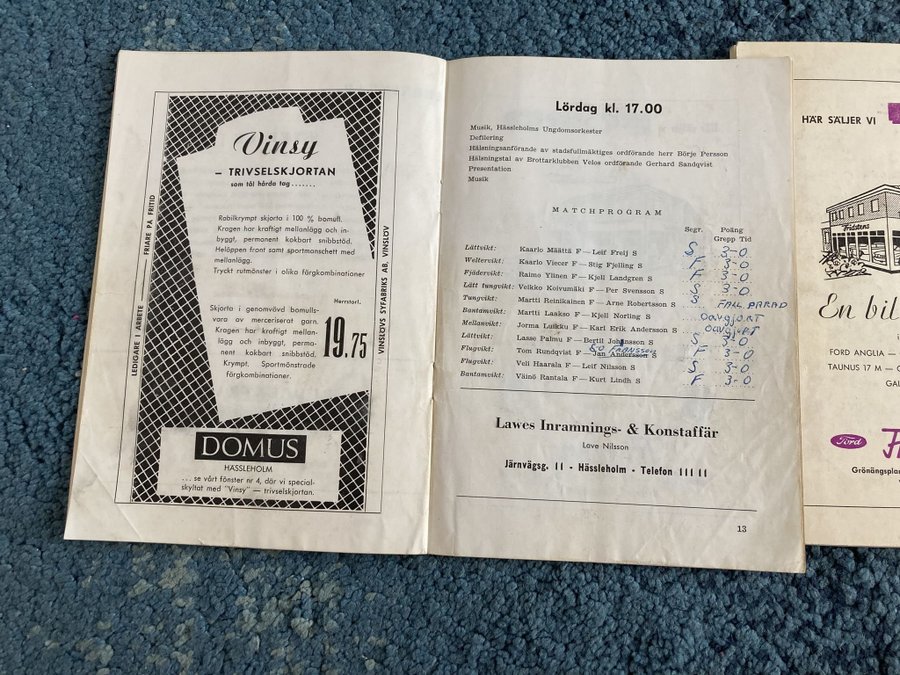 LEDIGARE I ARBETE —— FRIARE PÅ FRITID
Vinsy
– TRIVSELSKJORTAN
som tål hårda tag.......
Rabilkrympt skjorta i 100 % bomull.
Kragen har kraftigt mellanlägg och in-
byggt, permanent kokbart snibbstöd.
Helöppen front samt sportmanschett med
mellanlägg.
Tryckt rutmönster i olika färgkombinationer
Herrstorl.
Skjorta i genomvävd bomulls-
vara av merceriserat garn.
Kragen har kraftigt mellan-
lägg och inbyggt, perma-
nent kokbart snibbstöd.
Krympt. Sportmönstrade
färgkombinationer.
19.75
VINSLÖVS SYFABRIKS AB. VINSLÖV
DOMUS
HÄSSLEHOLM
... se vårt fönster nr 4, där vi special-
skyltat med "Vinsy" — trivselskjortan.
Lördag kl. 17.00
Musik, Hässleholms Ungdomsorkester
Defilering
Hälsningsanförande av stadsfullmäktiges ordförande herr Börje Persson
Hälsningstal av Brottarklubben Velos ordförande Gerhard Sandqvist
Presentation
Musik
MATCHPROGRAM
Segr. Poäng
Grepp Tid
Lättvikt: Kaarlo Määttä F — Leif Freij S S 3-0
Weltervikt: Kaarlo Viecer F — Stig Fjelling S F 3-0
Fjädervikt: Raimo Ylinen F — Kjell Landgren S F 3-0
Lätt tungvikt: Veikko Koivumäki F — Per Svensson S S 3-0
Tungvikt: Martti Reinikainen F — Arne Robertsson S S FALL PARAD
Bantamvikt: Martti Laakso F — Kjell Norling S OAVGJORT
Mellanvikt: Jorma Luukku F — Karl Erik Andersson S OAVGJORT
Lättvikt: Lasse Palmu F — Bertil Johansson S S 3-0
BO FRANSSON
Flugvikt: Tom Rundqvist F — Jan Andersson S F 3-0
Flugvikt: Veli Haarala F — Leif Nilsson S S 3-0
Bantamvikt: Väinö Rantala F — Kurt Lindh S F 3-0
Lawes Inramnings- & Konstaffär
Love Nilsson
Järnvägsg. 11 - Hässleholm - Telefon 111 11
13
HÄR SÄLJER VI
En bil
FORD ANGLIA —
TAUNUS 17 M —
Ford
Grönängsplan